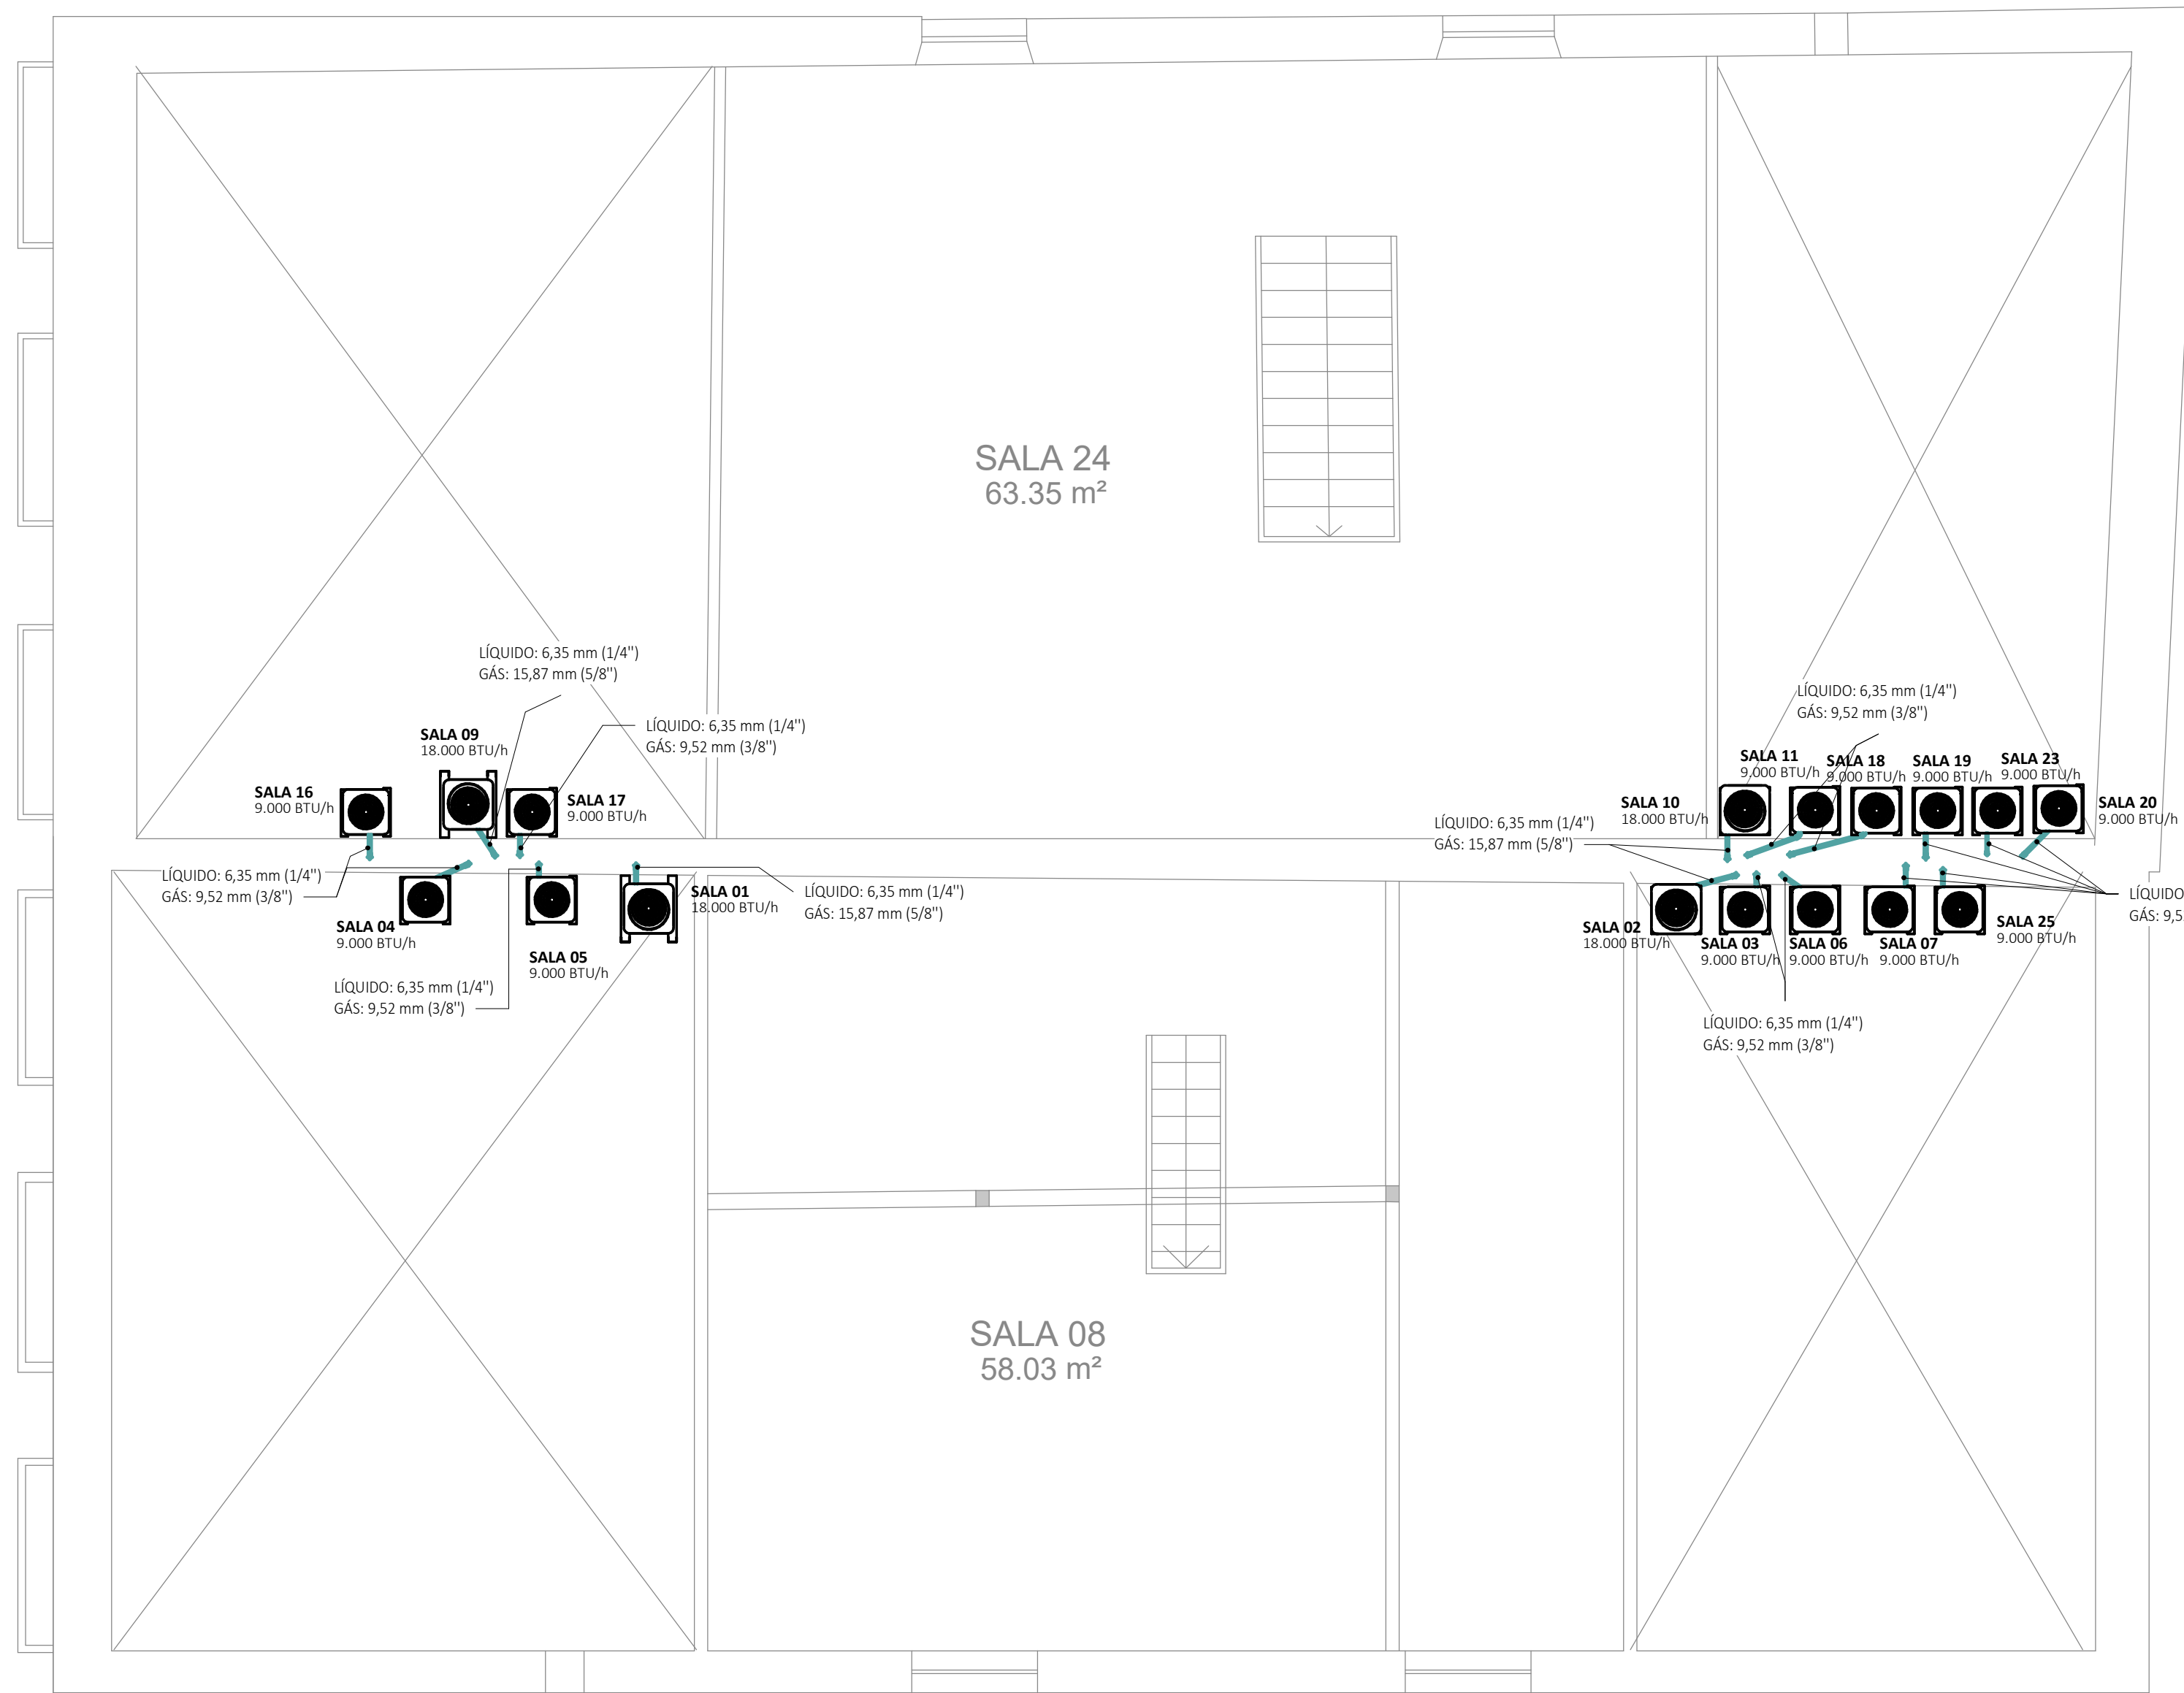 SALA 24
63.35 m²
LÍQUIDO: 6,35 mm (1/4")
GÁS: 15,87 mm (5/8")
LÍQUIDO: 6,35 mm (1/4")
GÁS: 9,52 mm (3/8")
SALA 09
18.000 BTU/h
SALA 16
9.000 BTU/h
SALA 17
9.000 BTU/h
LÍQUIDO: 6,35 mm (1/4")
GÁS: 9,52 mm (3/8")
SALA 04
9.000 BTU/h
SALA 05
9.000 BTU/h
LÍQUIDO: 6,35 mm (1/4")
GÁS: 9,52 mm (3/8")
SALA 01
18.000 BTU/h
LÍQUIDO: 6,35 mm (1/4")
GÁS: 15,87 mm (5/8")
LÍQUIDO: 6,35 mm (1/4")
GÁS: 9,52 mm (3/8")
SALA 11
9.000 BTU/h
SALA 18
9.000 BTU/h
SALA 19
9.000 BTU/h
SALA 23
9.000 BTU/h
SALA 20
9.000 BTU/h
SALA 10
18.000 BTU/h
LÍQUIDO: 6,35 mm (1/4")
GÁS: 15,87 mm (5/8")
LÍQUIDO
GÁS: 9,5
SALA 02
18.000 BTU/h
SALA 03
9.000 BTU/h
SALA 06
9.000 BTU/h
SALA 07
9.000 BTU/h
SALA 25
9.000 BTU/h
LÍQUIDO: 6,35 mm (1/4")
GÁS: 9,52 mm (3/8")
SALA 08
58.03 m²